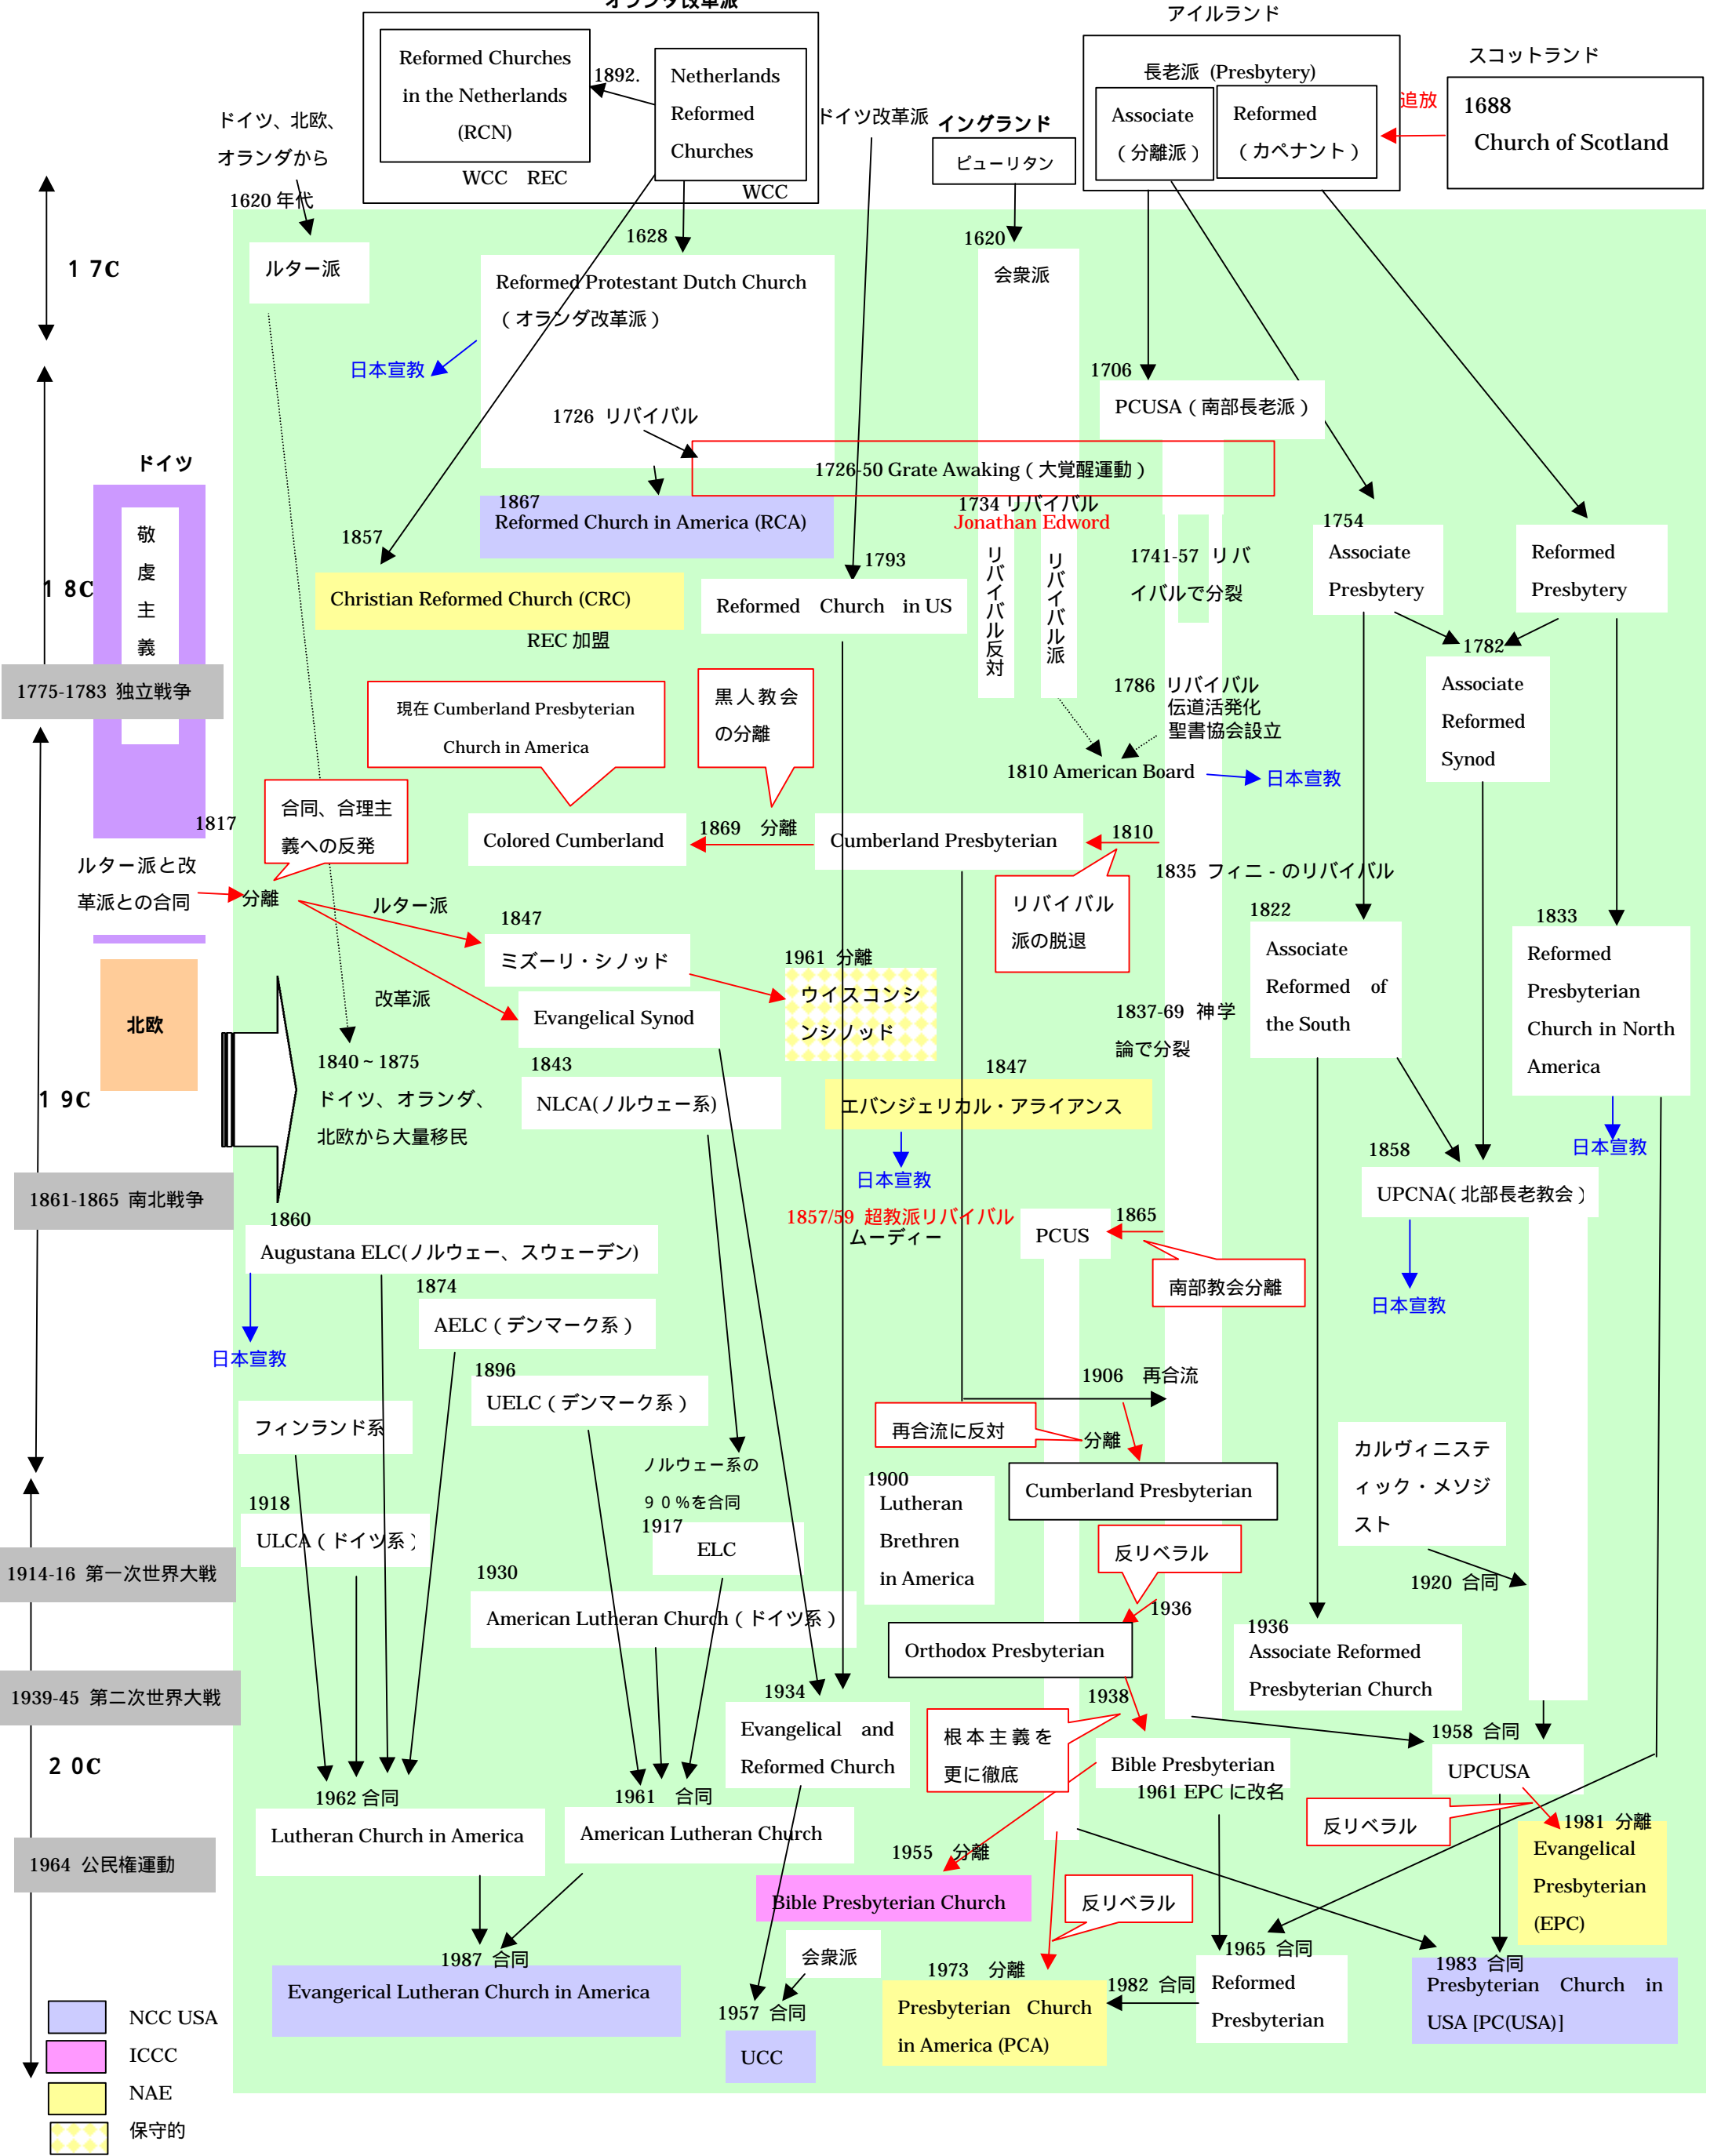 オランダ改革派
アイルランド
スコットランド
Reformed Churches
in the Netherlands
(RCN)
1892.
Netherlands
Reformed
Churches
WCC REC
WCC
ドイツ、北欧、
オランダから
1620 年代
ドイツ改革派
イングランド
ピューリタン
長老派 (Presbytery)
Associate
（分離派）
Reformed
（カペナント）
追放
1688
Church of Scotland
１７C
ルター派
1628
Reformed Protestant Dutch Church
（オランダ改革派）
日本宣教
1620
会衆派
1706
PCUSA（南部長老派）
1726 リバイバル
1726-50 Grate Awaking（大覚醒運動）
1734 リバイバル
Jonathan Edword
リバイバル反対
リバイバル派
1867
Reformed Church in America (RCA)
1857
Christian Reformed Church (CRC)
REC 加盟
1793
Reformed Church in US
1741-57 リバ
イバルで分裂
1754
Associate
Presbytery
Reformed
Presbytery
1782
Associate
Reformed
Synod
ドイツ
敬虔主義
１８C
1775-1783 独立戦争
現在 Cumberland Presbyterian
Church in America
黒人教会
の分離
1786 リバイバル
伝道活発化
聖書協会設立
1810 American Board
日本宣教
1817
合同、合理主
義への反発
ルター派と改
革派との合同
分離
Colored Cumberland
1869 分離
Cumberland Presbyterian
1810
リバイバル
派の脱退
1835 フィニ - のリバイバル
ルター派
1847
ミズーリ・シノッド
改革派
Evangelical Synod
1961 分離
ウイスコンシ
ンシノッド
1822
Associate
Reformed of
the South
1833
Reformed
Presbyterian
Church in North
America
日本宣教
1837-69 神学
論で分裂
北欧
１９C
1840～1875
ドイツ、オランダ、
北欧から大量移民
1843
NLCA(ノルウェー系)
1847
エバンジェリカル・アライアンス
日本宣教
1858
UPCNA(北部長老教会）
日本宣教
1861-1865 南北戦争
1857/59 超教派リバイバル
ムーディー
PCUS
1865
南部教会分離
1860
Augustana ELC(ノルウェー、スウェーデン)
日本宣教
1874
AELC（デンマーク系）
1896
UELC（デンマーク系）
フィンランド系
1906 再合流
再合流に反対
分離
Cumberland Presbyterian
ノルウェー系の
９０%を合同
1917
ELC
1900
Lutheran
Brethren
in America
カルヴィニステ
ィック・メソジ
スト
1920 合同
1918
ULCA（ドイツ系）
1914-16 第一次世界大戦
1930
American Lutheran Church（ドイツ系）
反リベラル
1936
Orthodox Presbyterian
1936
Associate Reformed
Presbyterian Church
1939-45 第二次世界大戦
２０C
1934
Evangelical and
Reformed Church
1938
根本主義を
更に徹底
Bible Presbyterian
1961 EPC に改名
1958 合同
UPCUSA
反リベラル
1981 分離
Evangelical
Presbyterian
(EPC)
1962 合同
Lutheran Church in America
1961 合同
American Lutheran Church
1964 公民権運動
1955 分離
Bible Presbyterian Church
反リベラル
1987 合同
Evangerical Lutheran Church in America
会衆派
1957 合同
UCC
1973 分離
Presbyterian Church
in America (PCA)
1982 合同
1965 合同
Reformed
Presbyterian
1983 合同
Presbyterian Church in
USA [PC(USA)]
NCC USA
ICCC
NAE
保守的